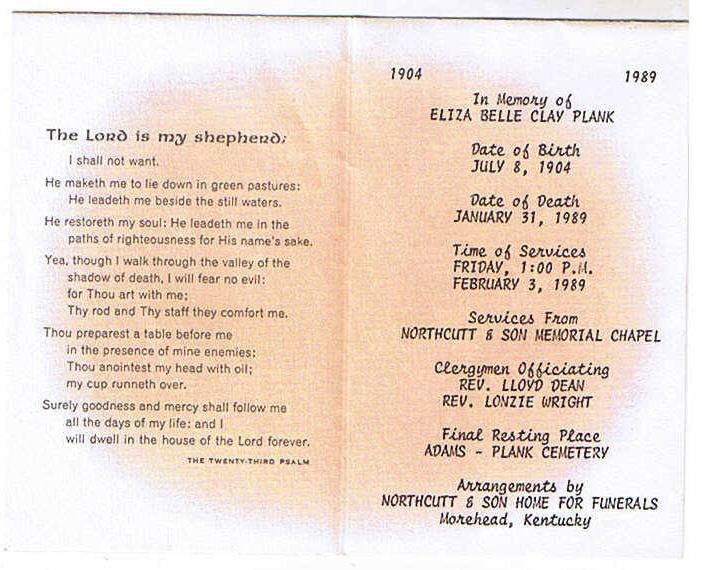 The Lord is my shepherd;
I shall not want.
He maketh me to lie down in green pastures:
He leadeth me beside the still waters.
He restoreth my soul: He leadeth me in the
paths of righteousness for His name's sake.
Yea, though I walk through the valley of the
shadow of death, I will fear no evil:
for Thou art with me;
Thy rod and Thy staff they comfort me.
Thou preparest a table before me
in the presence of mine enemies:
Thou anointest my head with oil;
my cup runneth over.
Surely goodness and mercy shall follow me
all the days of my life: and I
will dwell in the house of the Lord forever.
THE TWENTY-THIRD PSALM
1904 1989
In Memory of
ELIZA BELLE CLAY PLANK
Date of Birth
JULY 8, 1904
Date of Death
JANUARY 31, 1989
Time of Services
FRIDAY, 1:00 P.M.
FEBRUARY 3, 1989
Services From
NORTHCUTT & SON MEMORIAL CHAPEL
Clergymen Officiating
REV. LLOYD DEAN
REV. LONZIE WRIGHT
Final Resting Place
ADAMS - PLANK CEMETERY
Arrangements by
NORTHCUTT & SON HOME FOR FUNERALS
Morehead, Kentucky